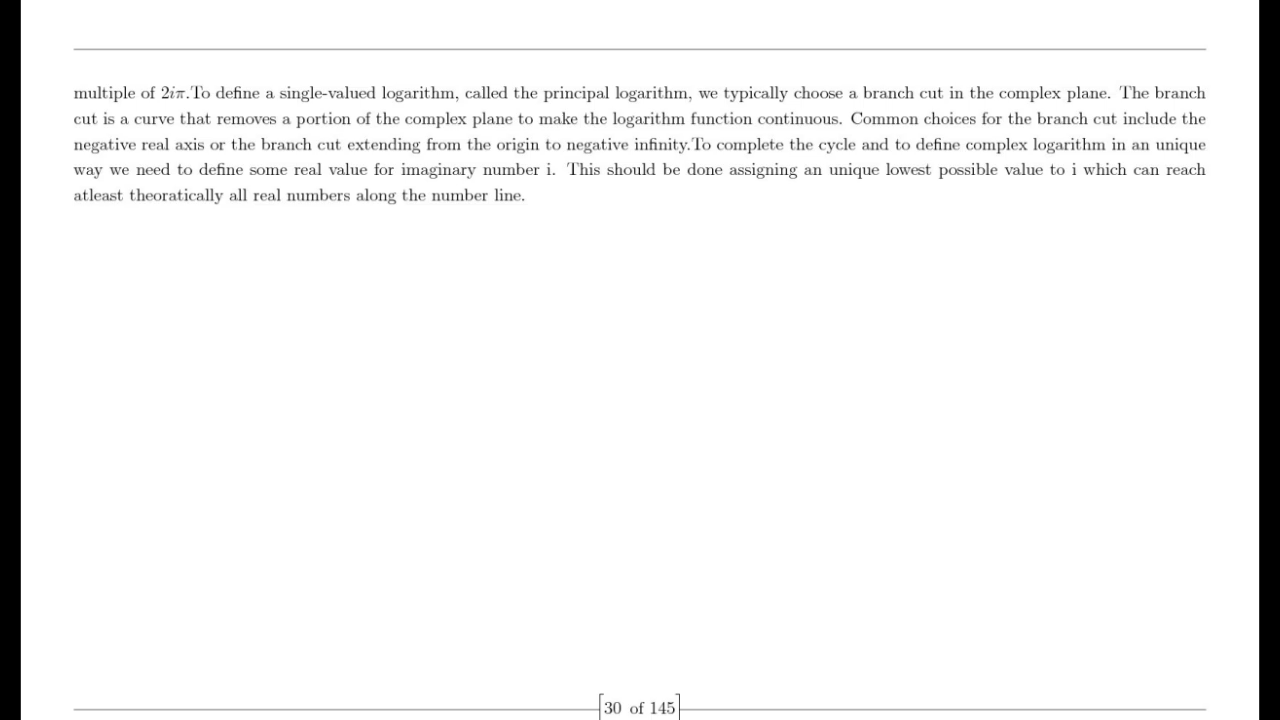 multiple of 2iπ.To define a single-valued logarithm, called the principal logarithm, we typically choose a branch cut in the complex plane. The branch
cut is a curve that removes a portion of the complex plane to make the logarithm function continuous. Common choices for the branch cut include the
negative real axis or the branch cut extending from the origin to negative infinity.To complete the cycle and to define complex logarithm in an unique
way we need to define some real value for imaginary number i. This should be done assigning an unique lowest possible value to i which can reach
atleast theoratically all real numbers along the number line.
[30 of 145]